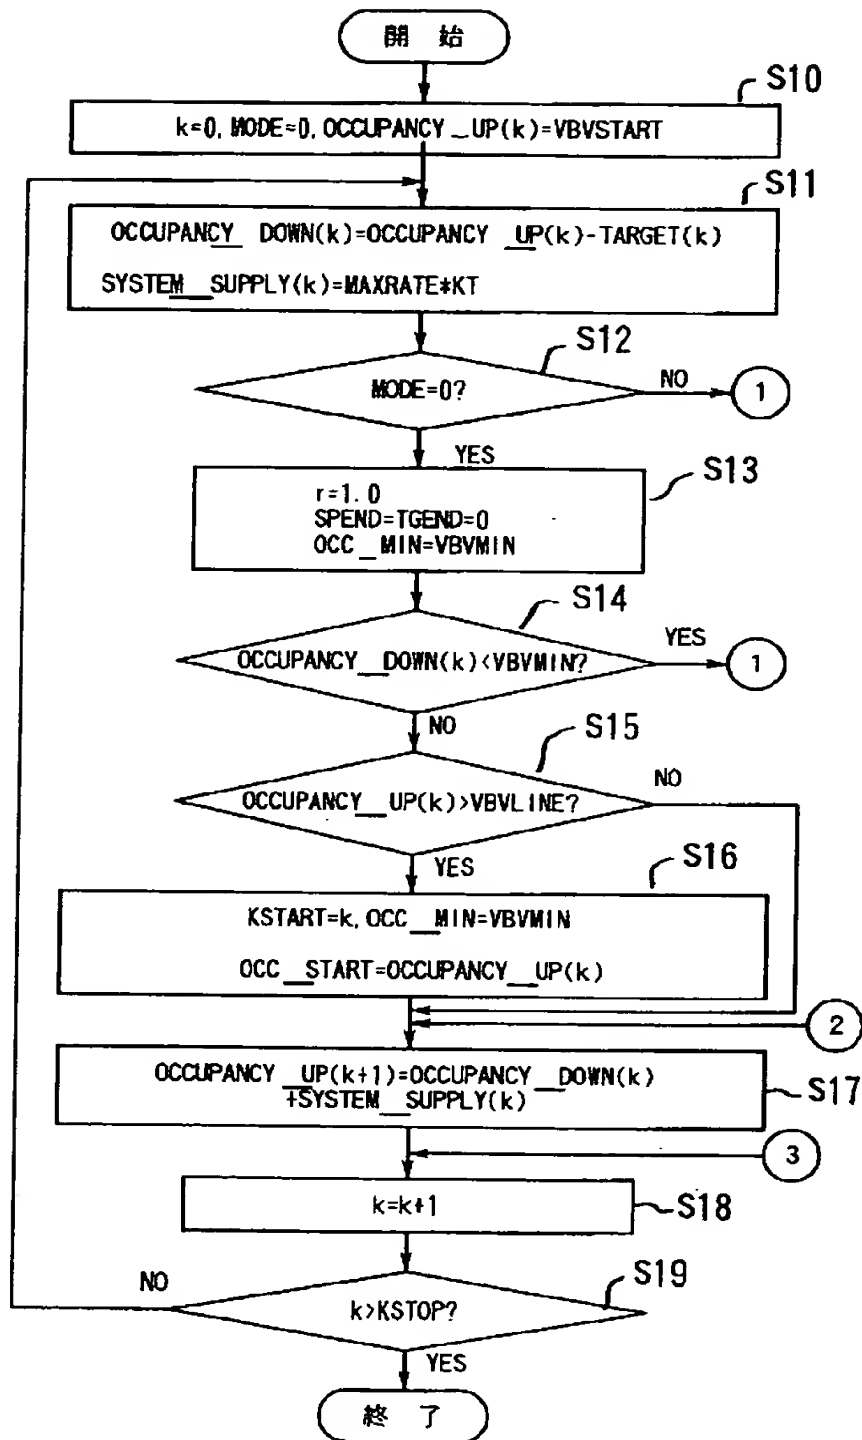 開 始
S10
k=0, MODE=0, OCCUPANCY_UP(k)=VBVSTART
S11
OCCUPANCY_DOWN(k)=OCCUPANCY_UP(k)-TARGET(k)
SYSTEM_SUPPLY(k)=MAXRATE*KT
S12
MODE=0?
NO
1
YES
S13
r=1.0
SPEND=TGEND=0
OCC_MIN=VBVMIN
S14
OCCUPANCY_DOWN(k)<VBVMIN?
YES
1
NO
S15
OCCUPANCY_UP(k)>VBVLINE?
NO
YES
S16
KSTART=k, OCC_MIN=VBVMIN
OCC_START=OCCUPANCY_UP(k)
2
OCCUPANCY_UP(k+1)=OCCUPANCY_DOWN(k)
+SYSTEM_SUPPLY(k)
S17
3
k=k+1
S18
NO
S19
k>KSTOP?
YES
終 了